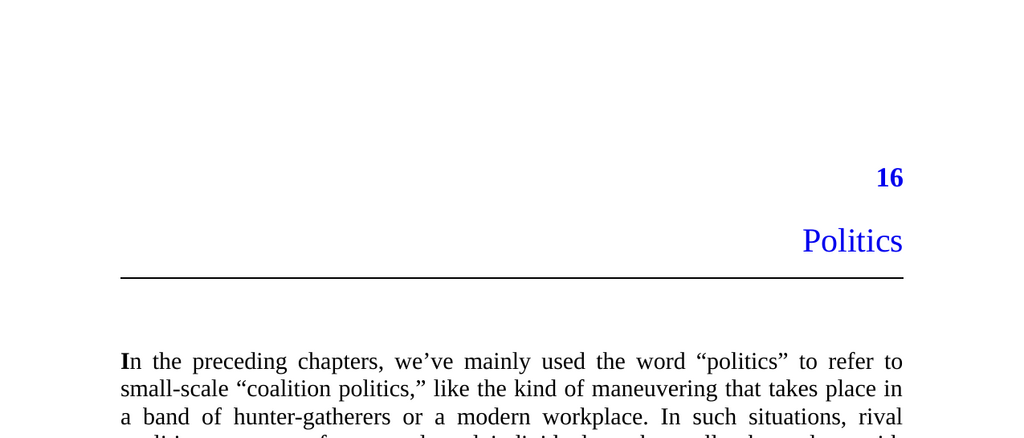 16
Politics
In the preceding chapters, we’ve mainly used the word “politics” to refer to
small-scale “coalition politics,” like the kind of maneuvering that takes place in
a band of hunter-gatherers or a modern workplace. In such situations, rival